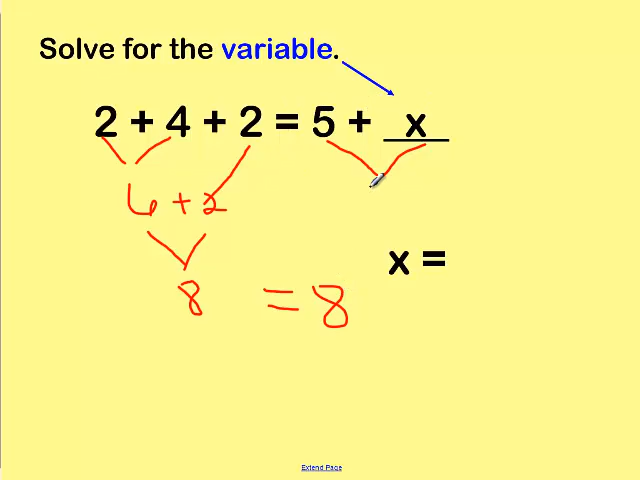 Solve for the variable.
2 + 4 + 2 = 5 + x
6 + 2
x =
8 = 8
Extend Page